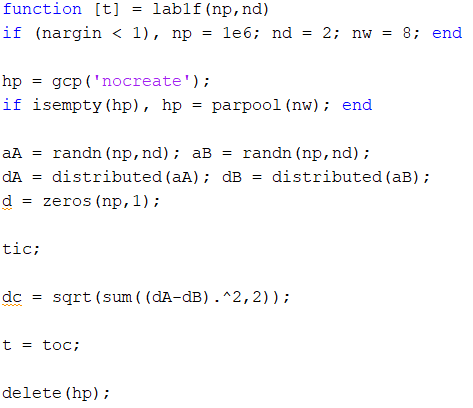 function [t] = lab1f(np,nd)
if (nargin < 1), np = 1e6; nd = 2; nw = 8; end
hp = gcp('nocreate');
if isempty(hp), hp = parpool(nw); end
aA = randn(np,nd); aB = randn(np,nd);
dA = distributed(aA); dB = distributed(aB);
d = zeros(np,1);
tic;
dc = sqrt(sum((dA-dB).^2,2));
t = toc;
delete(hp);